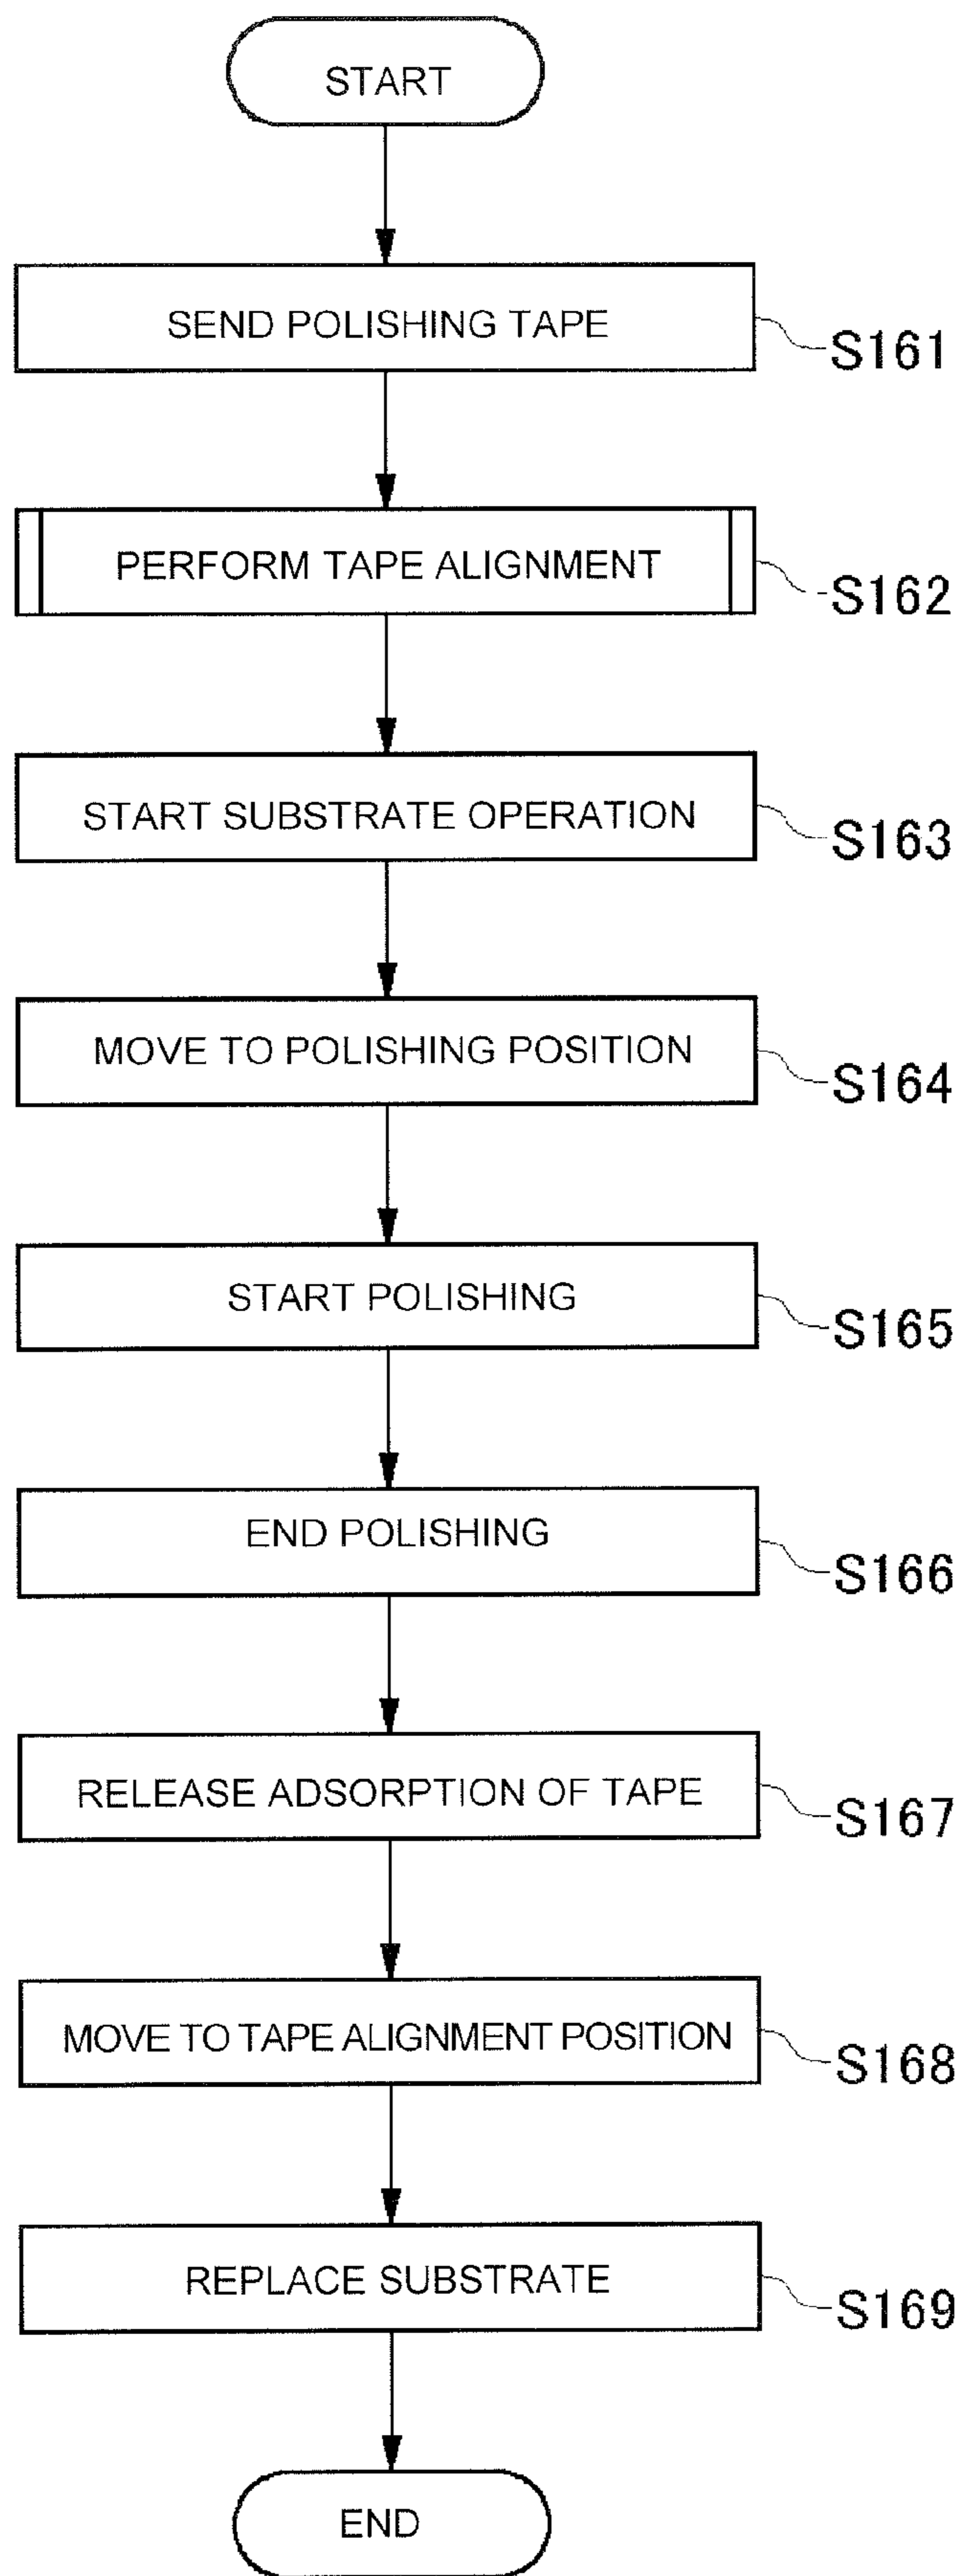 START
SEND POLISHING TAPE
S161
PERFORM TAPE ALIGNMENT
S162
START SUBSTRATE OPERATION
S163
MOVE TO POLISHING POSITION
S164
START POLISHING
S165
END POLISHING
S166
RELEASE ADSORPTION OF TAPE
S167
MOVE TO TAPE ALIGNMENT POSITION
S168
REPLACE SUBSTRATE
S169
END